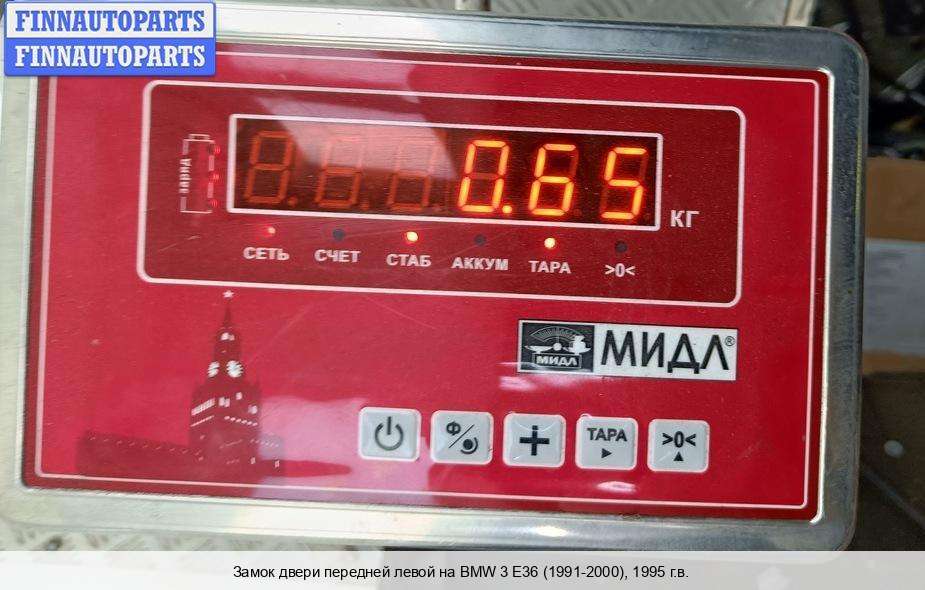 FINNAUTOPARTS
FINNAUTOPARTS
0.65
КГ
заряд
СЕТЬ СЧЕТ СТАБ АККУМ ТАРА >0<
МИДЛ МИДЛ®
Ф ТАРА >0<
Замок двери передней левой на BMW 3 E36 (1991-2000), 1995 г.в.